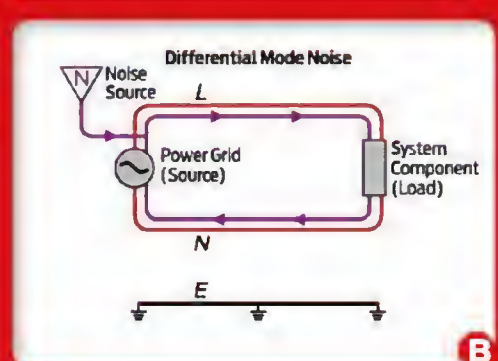 Differential Mode Noise
N
Noise
Source
L
Power Grid
(Source)
System
Component
(Load)
N
E
B